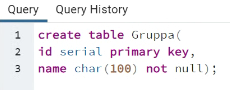 Query Query History
1 create table Gruppa(
2 id serial primary key,
3 name char(100) not null);